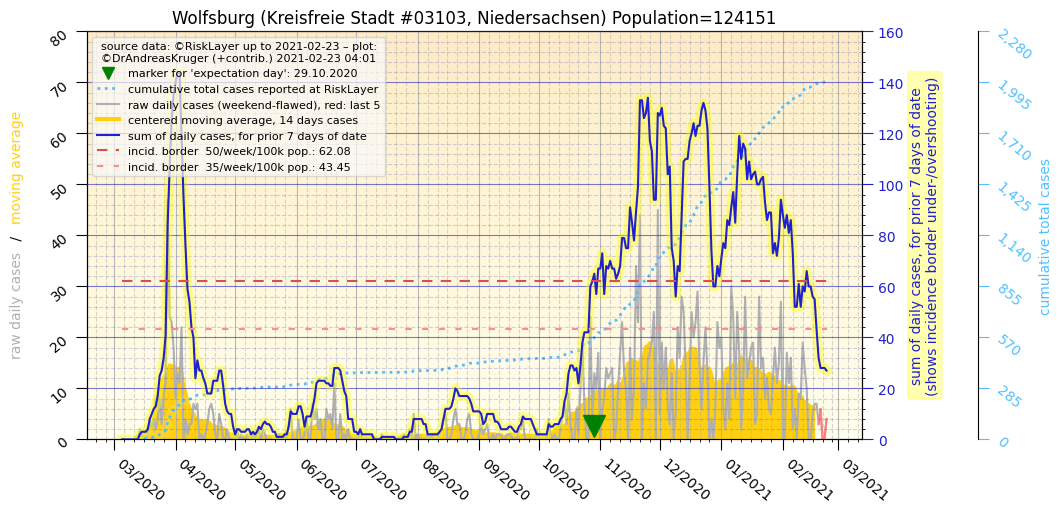 Wolfsburg (Kreisfreie Stadt #03103, Niedersachsen) Population=124151
source data: ©RiskLayer up to 2021-02-23 – plot:
©DrAndreasKruger (+contrib.) 2021-02-23 04:01
marker for 'expectation day': 29.10.2020
cumulative total cases reported at RiskLayer
raw daily cases (weekend-flawed), red: last 5
centered moving average, 14 days cases
sum of daily cases, for prior 7 days of date
incid. border  50/week/100k pop.: 62.08
incid. border  35/week/100k pop.: 43.45
raw daily cases  /  moving average
80
70
60
50
40
30
20
10
0
03/2020
04/2020
05/2020
06/2020
07/2020
08/2020
09/2020
10/2020
11/2020
12/2020
01/2021
02/2021
03/2021
160
140
120
100
80
60
40
20
0
sum of daily cases, for prior 7 days of date
(shows incidence border under-/overshooting)
2,280
1,995
1,710
1,425
1,140
855
570
285
0
cumulative total cases